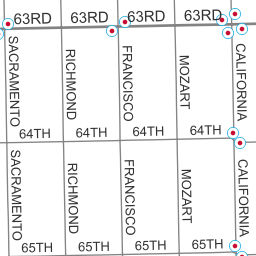 63RD 63RD 63RD 63RD
SACRAMENTO RICHMOND FRANCISCO MOZART CALIFORNIA
64TH 64TH 64TH 64TH
SACRAMENTO RICHMOND FRANCISCO MOZART CALIFORNIA
65TH 65TH 65TH 65TH